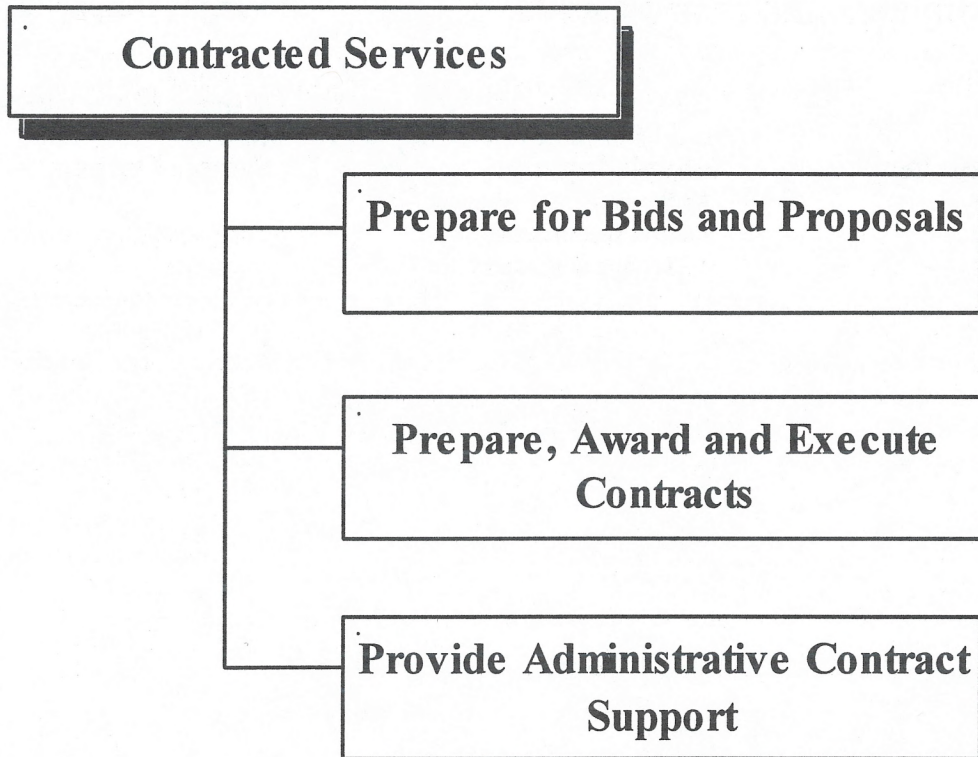 Contracted Services
Prepare for Bids and Proposals
Prepare, Award and Execute
Contracts
Provide Administrative Contract
Support